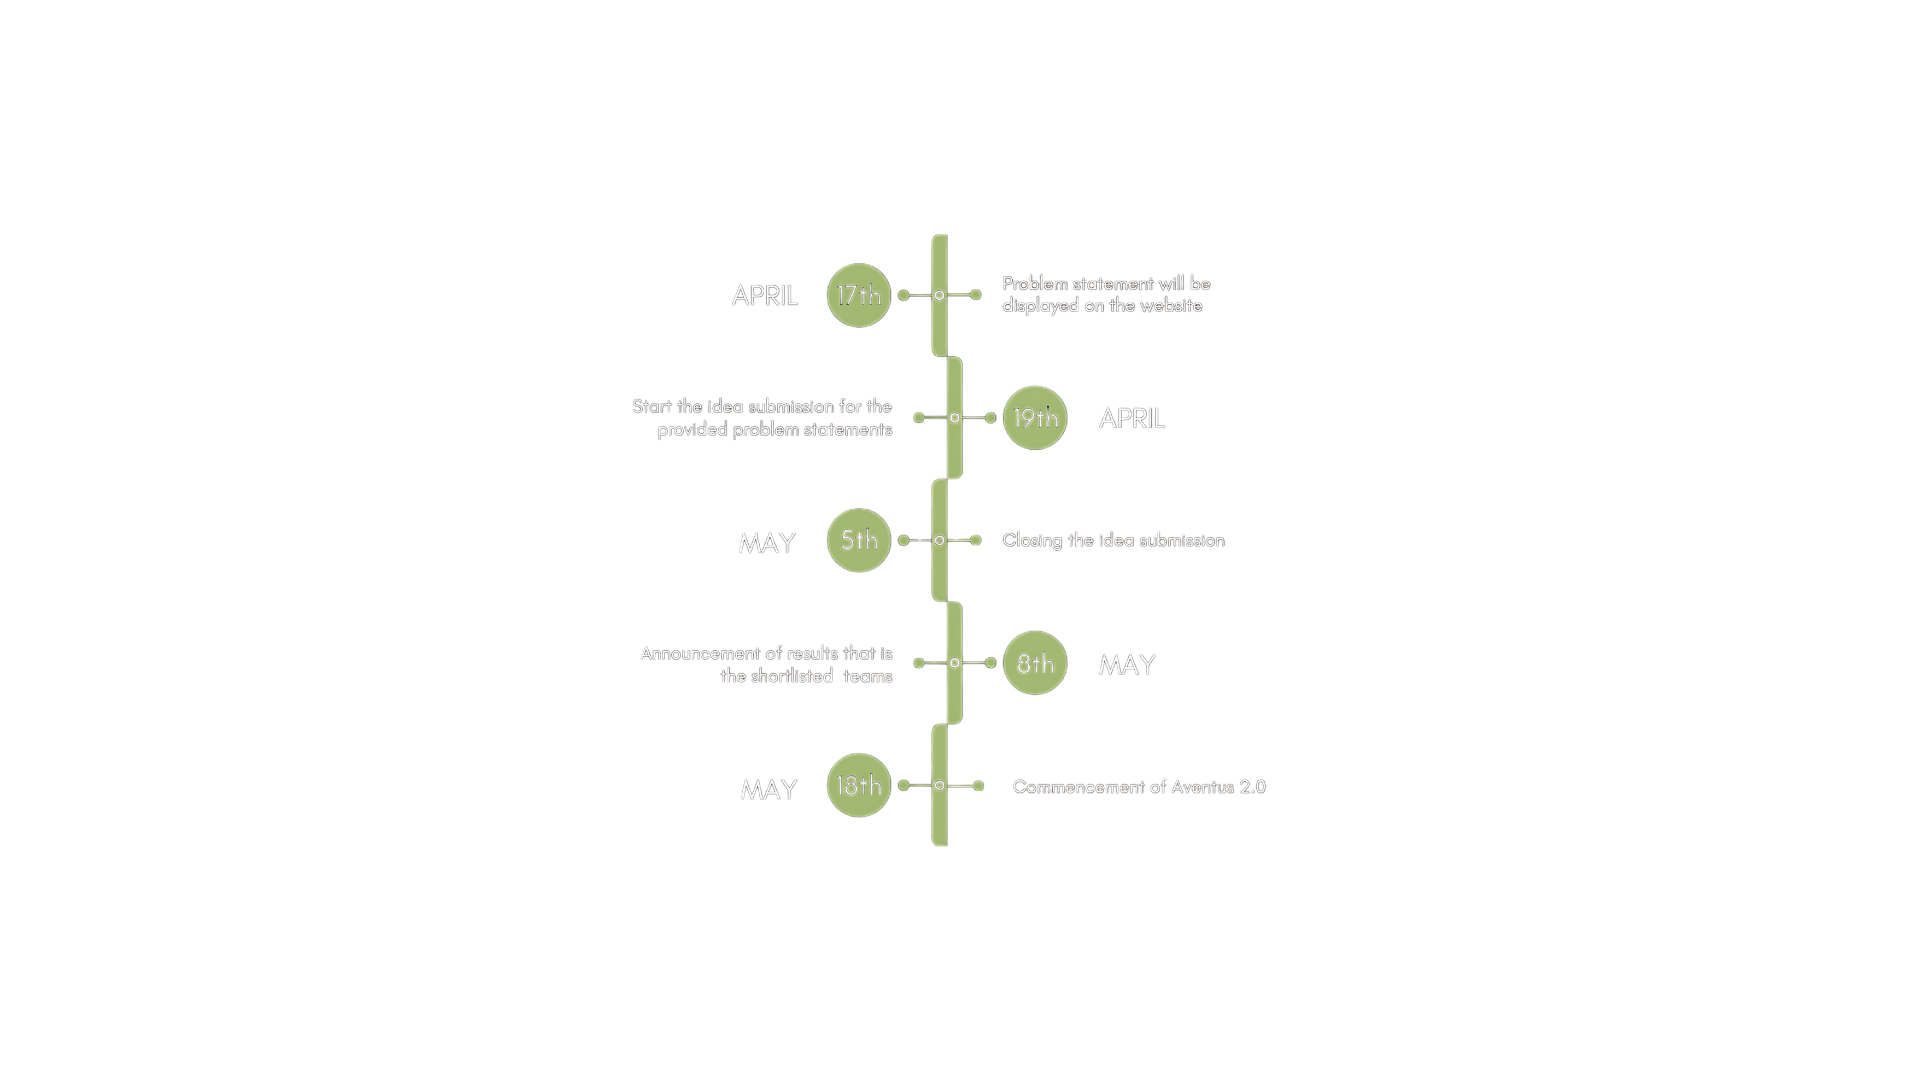 APRIL
17th
Problem statement will be
displayed on the website
Start the idea submission for the
provided problem statements
19th
APRIL
MAY
5th
Closing the idea submission
Announcement of results that is
the shortlisted  teams
8th
MAY
MAY
18th
Commencement of Aventus 2.0